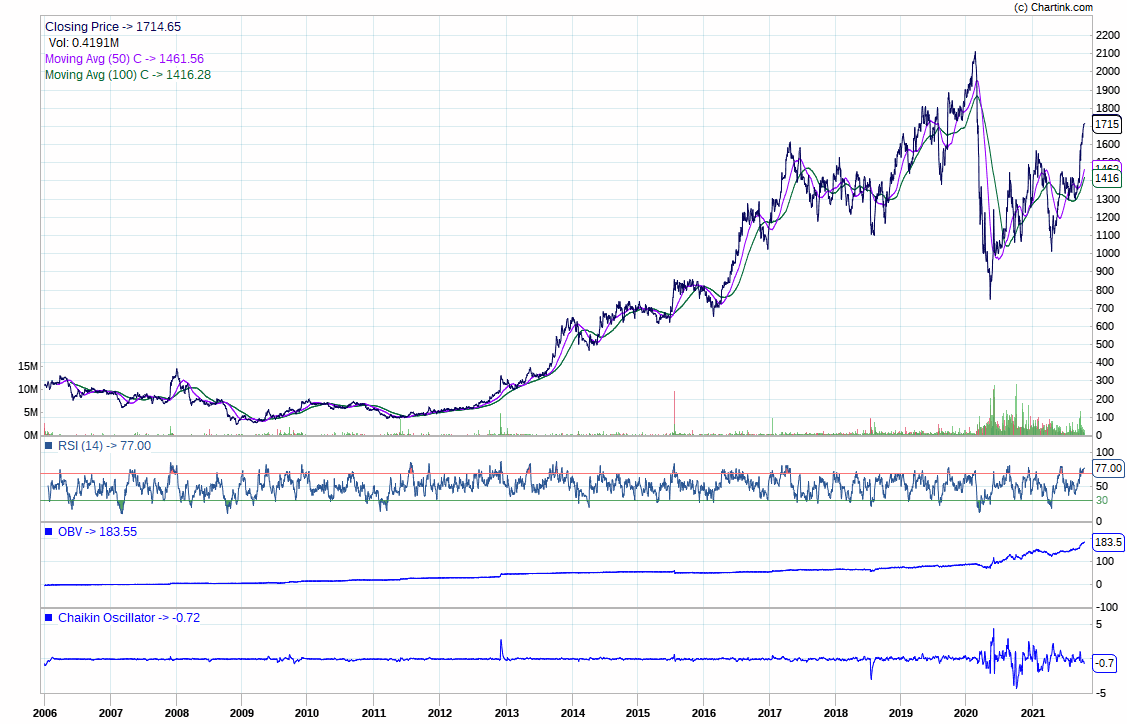 (c) Chartink.com
Closing Price -> 1714.65
Vol: 0.4191M
Moving Avg (50) C -> 1461.56
Moving Avg (100) C -> 1416.28
2200
2100
2000
1900
1800
1715
1600
1416
1300
1200
1100
1000
900
800
700
600
500
400
300
200
100
0
15M
10M
5M
0M
RSI (14) -> 77.00
100
77.00
50
30
0
OBV -> 183.55
183.5
100
0
-100
Chaikin Oscillator -> -0.72
5
-0.7
-5
2006 2007 2008 2009 2010 2011 2012 2013 2014 2015 2016 2017 2018 2019 2020 2021